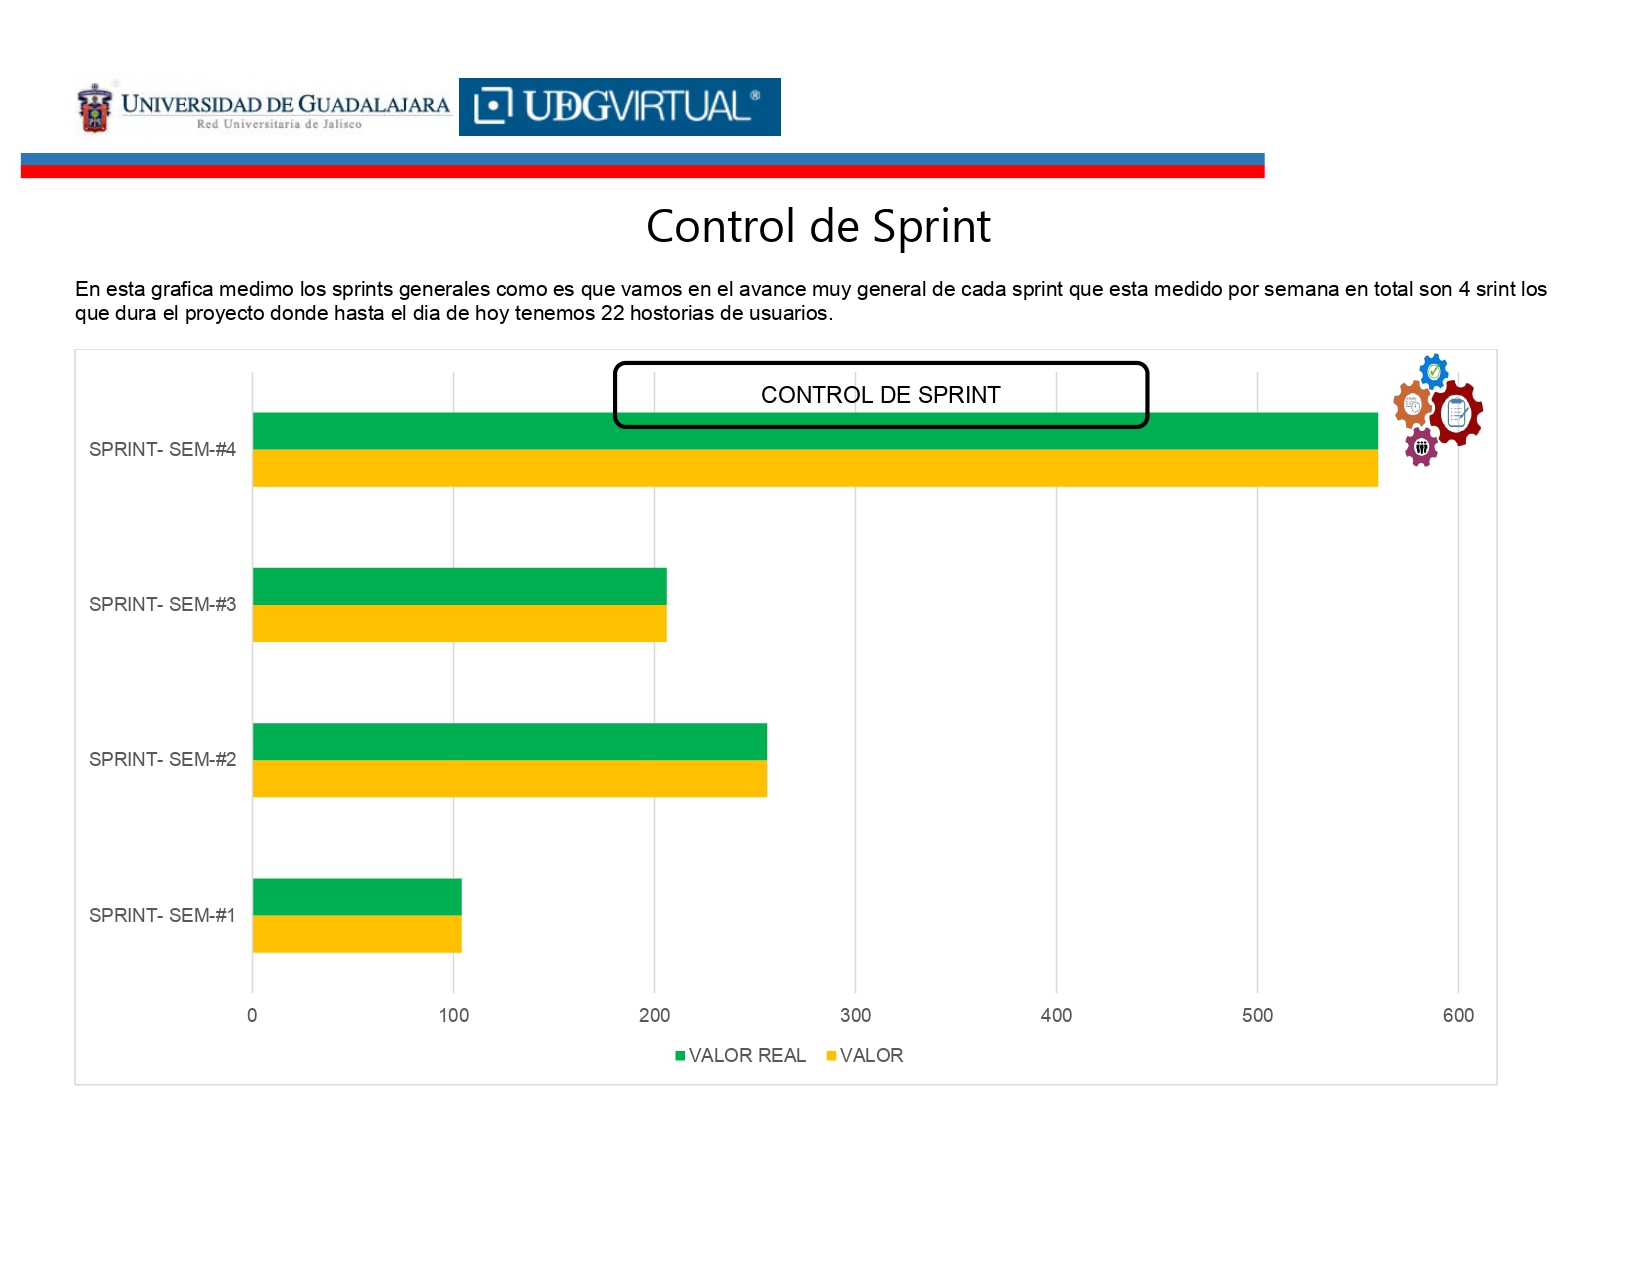 UNIVERSIDAD DE GUADALAJARA
Red Universitaria de Jalisco
UDGVIRTUAL®
Control de Sprint
En esta grafica medimo los sprints generales como es que vamos en el avance muy general de cada sprint que esta medido por semana en total son 4 srint los
que dura el proyecto donde hasta el dia de hoy tenemos 22 hostorias de usuarios.
CONTROL DE SPRINT
SPRINT- SEM-#4
SPRINT- SEM-#3
SPRINT- SEM-#2
SPRINT- SEM-#1
0 100 200 300 400 500 600
VALOR REAL VALOR